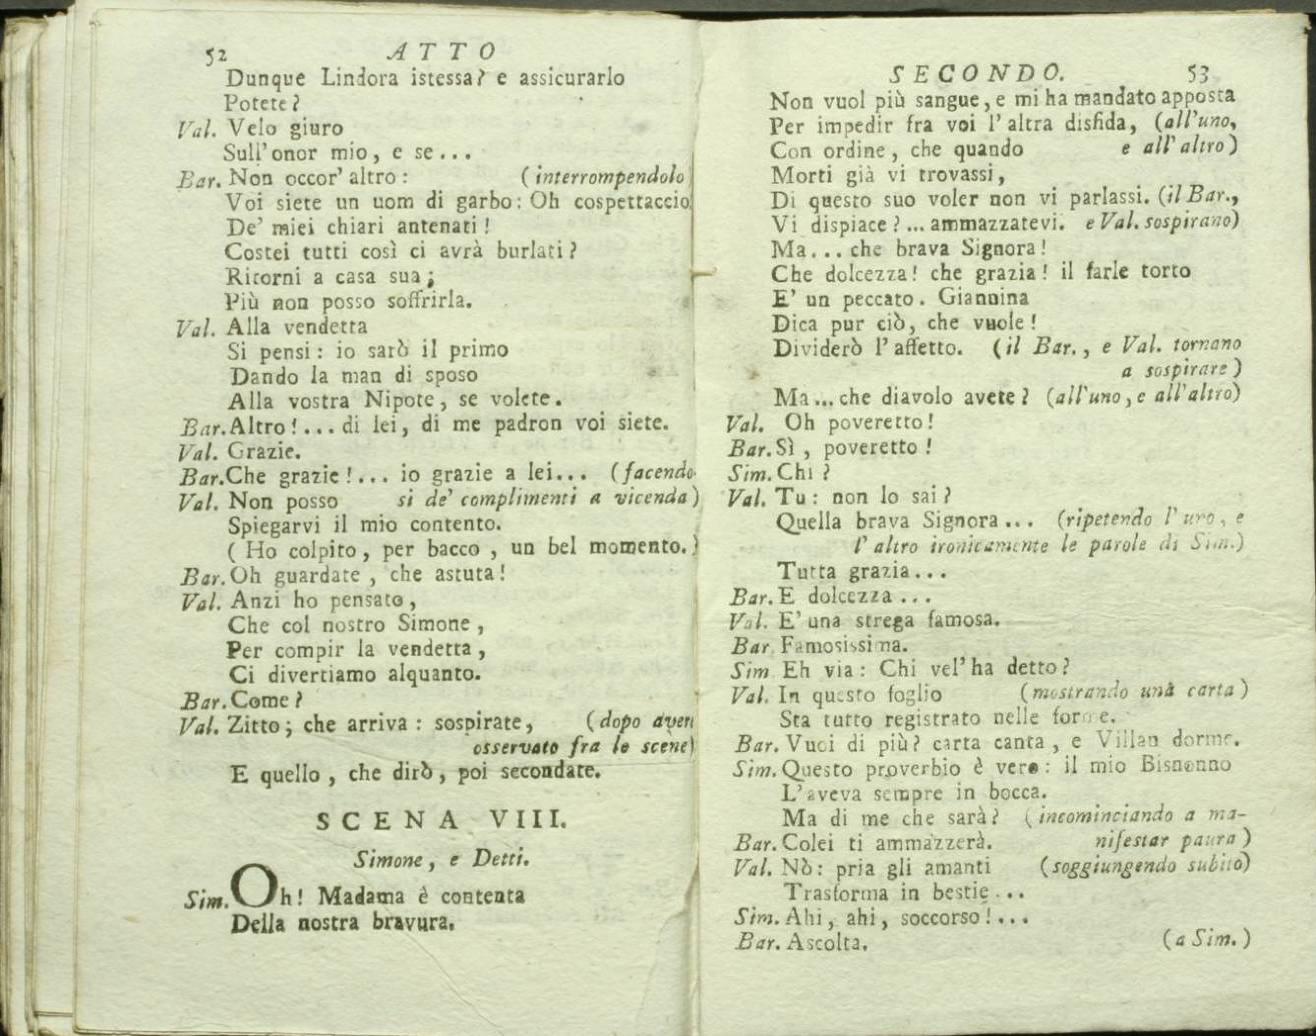 52 ATTO
Dunque Lindora istessa? e assicurarlo
Potete?
Val. Velo giuro
Sull'onor mio, e se...
Bar. Non occor' altro: (interrompendolo
Voi siete un uom di garbo: Oh cospettaccio
De' miei chiari antenati!
Costei tutti così ci avrà burlati?
Ritorni a casa sua;
Più non posso soffrirla.
Val. Alla vendetta
Si pensi: io sarò il primo
Dando la man di sposo
Alla vostra Nipote, se volete.
Bar. Altro!... di lei, di me padron voi siete.
Val. Grazie.
Bar. Che grazie!... io grazie a lei... (facendo-
Val. Non posso si de' complimenti a vicenda)
Spiegarvi il mio contento.
(Ho colpito, per bacco, un bel momento.)
Bar. Oh guardate, che astuta!
Val. Anzi ho pensato,
Che col nostro Simone,
Per compir la vendetta,
Ci divertiamo alquanto.
Bar. Come?
Val. Zitto; che arriva: sospirate, (dopo aver
osservato fra le scene)
E quello, che dirò, poi secondate.
SCENA VIII.
Simone, e Detti.
Sim. Oh! Madama è contenta
Della nostra bravura.
SECONDO. 53
Non vuol più sangue, e mi ha mandato apposta
Per impedir fra voi l'altra disfida, (all'uno,
Con ordine, che quando e all'altro)
Morti già vi trovassi,
Di questo suo voler non vi parlassi. (il Bar.,
Vi dispiace?... ammazzatevi. e Val. sospirano)
Ma... che brava Signora!
Che dolcezza! che grazia! il farle torto
E' un peccato. Giannina
Dica pur ciò, che vuole!
Dividerò l'affetto. (il Bar., e Val. tornano
a sospirare)
Ma... che diavolo avete? (all'uno, e all'altro)
Val. Oh poveretto!
Bar. Sì, poveretto!
Sim. Chi?
Val. Tu: non lo sai?
Quella brava Signora... (ripetendo l'uno, e
l'altro ironicamente le parole di Sim.)
Tutta grazia...
Bar. E dolcezza...
Val. E' una strega famosa.
Bar. Famosissima.
Sim. Eh via: Chi vel'ha detto?
Val. In questo foglio (mostrando unà carta)
Sta tutto registrato nelle forme.
Bar. Vuoi di più? carta canta, e Villan dorme.
Sim. Questo proverbio è vero: il mio Bisnonno
L'aveva sempre in bocca.
Ma di me che sarà? (incominciando a ma-
Bar. Colei ti ammazzerà. nifestar paura)
Val. Nò: pria gli amanti (soggiungendo subito)
Trasforma in bestie...
Sim. Ahi, ahi, soccorso!...
Bar. Ascolta. (a Sim.)